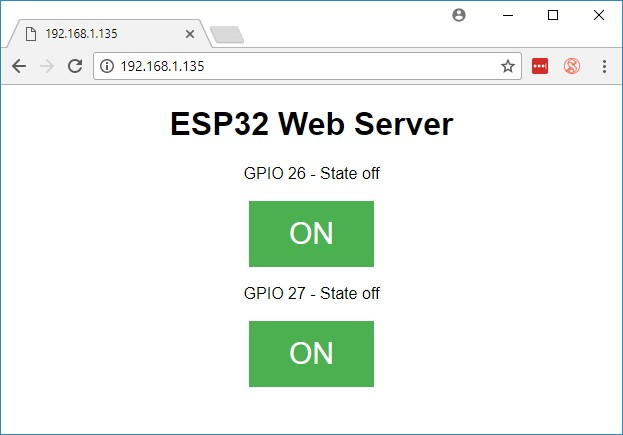 192.168.1.135
192.168.1.135
ESP32 Web Server
GPIO 26 - State off
ON
GPIO 27 - State off
ON